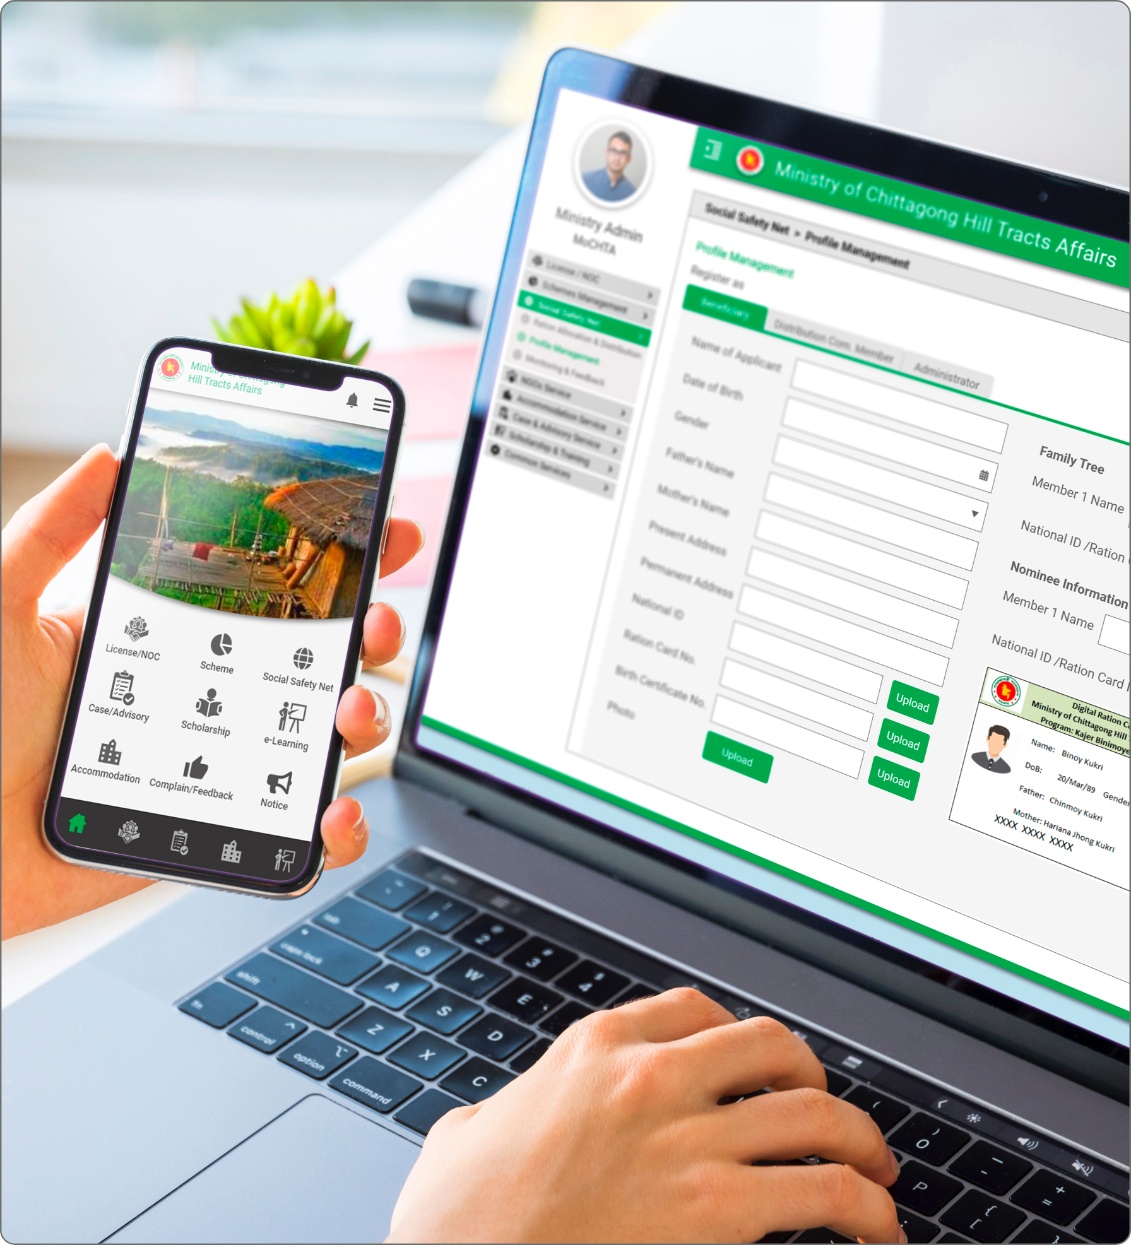 Ministry of Chittagong
Hill Tracts Affairs
License/NOC
Scheme
Social Safety Net
Case/Advisory
Scholarship
e-Learning
Accommodation
Complain/Feedback
Notice
Ministry Admin
MoCHTA
License / NOC
Schemes Management
Social Safety Net
Ration Allocation & Distribution
Profile Management
Monitoring & Feedback
NGOs Service
Accommodation Service
Case & Advisory Service
Scholarship & Training
Common Services
Ministry of Chittagong Hill Tracts Affairs
Social Safety Net > Profile Management
Profile Management
Register as
Beneficiary
Distribution Com. Member
Administrator
Name of Applicant
Date of Birth
Gender
Father's Name
Mother's Name
Present Address
Permanent Address
National ID
Ration Card No.
Birth Certificate No.
Photo
Upload
Upload
Upload
Upload
Family Tree
Member 1 Name
National ID /Ration
Nominee Information
Member 1 Name
National ID /Ration Card
Digital Ration
Ministry of Chittagong Hill
Program: Kajer Binimoye
Name: Binoy Kukri
DoB: 20/Mar/89 Gender
Father: Chinmoy Kukri
Mother: Hariana Jhong Kukri
XXXX XXXX XXXX
tab
caps lock
shift
fn
control
option
command
1
2
3
4
Q
W
E
A
S
D
Z
X
C
P